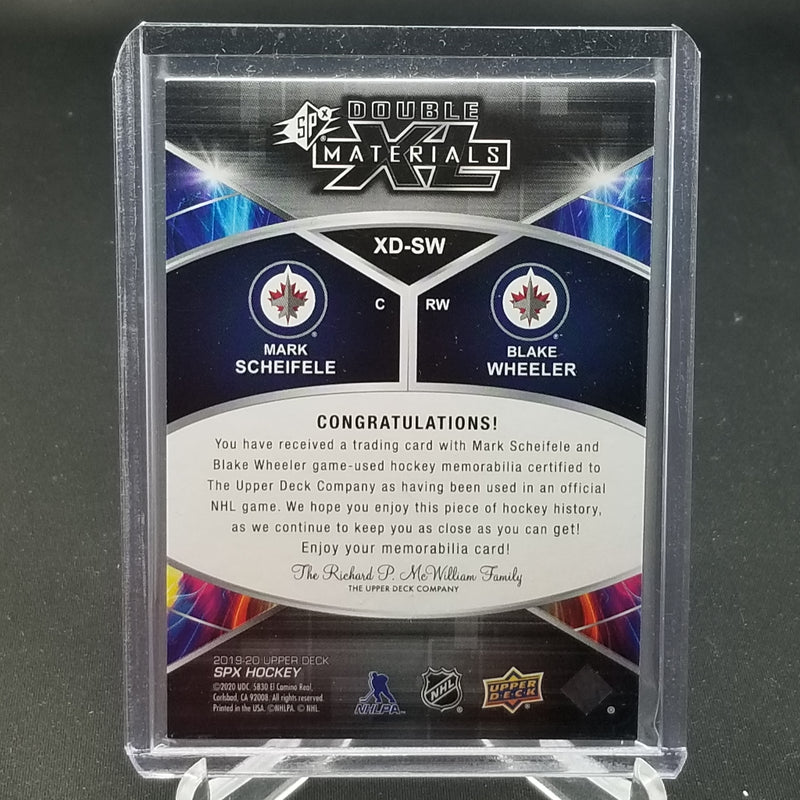 SPx DOUBLE
XL
MATERIALS
XD-SW
C RW
MARK
SCHEIFELE
BLAKE
WHEELER
CONGRATULATIONS!
You have received a trading card with Mark Scheifele and
Blake Wheeler game-used hockey memorabilia certified to
The Upper Deck Company as having been used in an official
NHL game. We hope you enjoy this piece of hockey history,
as we continue to keep you as close as you can get!
Enjoy your memorabilia card!
The Richard P. McWilliam Family
THE UPPER DECK COMPANY
2019-20 UPPER DECK
SPX HOCKEY
©2020 UDC. 5830 El Camino Real,
Carlsbad, CA 92008. All rights reserved.
Printed in the USA. ©NHLPA. © NHL.
NHLPA
NHL
UPPER
DECK